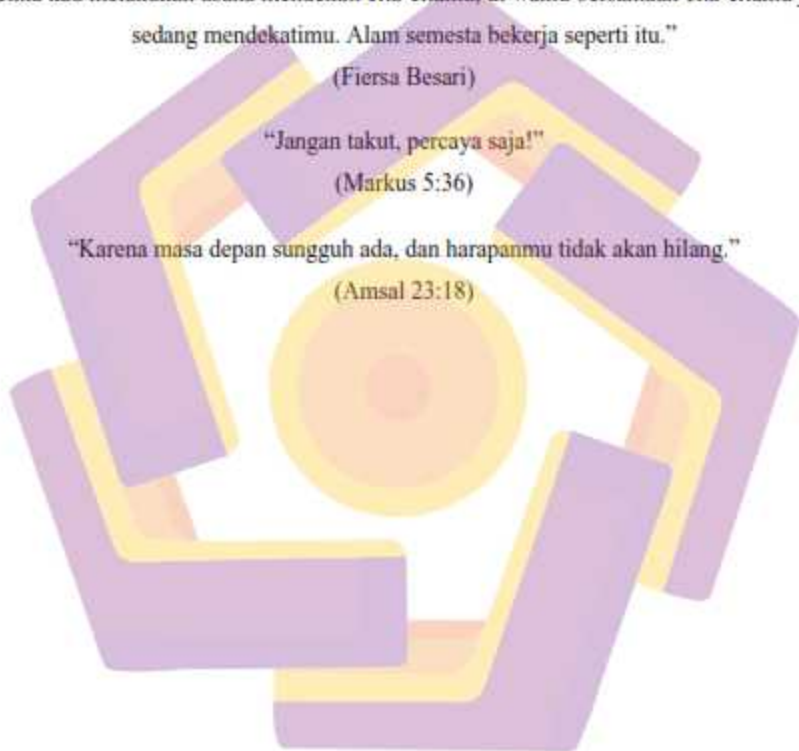 sedang mendekatimu. Alam semesta bekerja seperti itu.”
(Fiersa Besari)
“Jangan takut, percaya saja!”
(Markus 5:36)
“Karena masa depan sungguh ada, dan harapanmu tidak akan hilang.”
(Amsal 23:18)